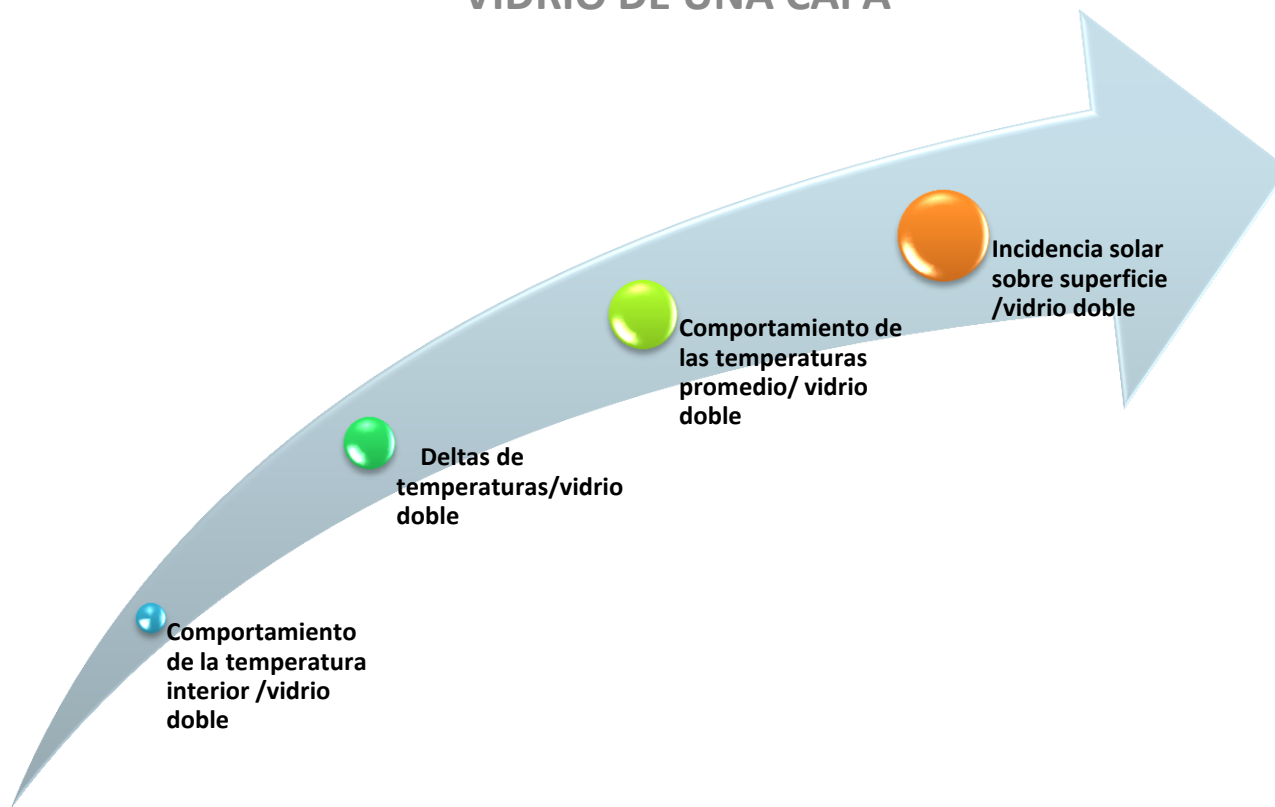 VIDRIO DE UNA CAPA
Incidencia solar
sobre superficie
/vidrio doble
Comportamiento de
las temperaturas
promedio/ vidrio
doble
Deltas de
temperaturas/vidrio
doble
Comportamiento
de la temperatura
interior /vidrio
doble